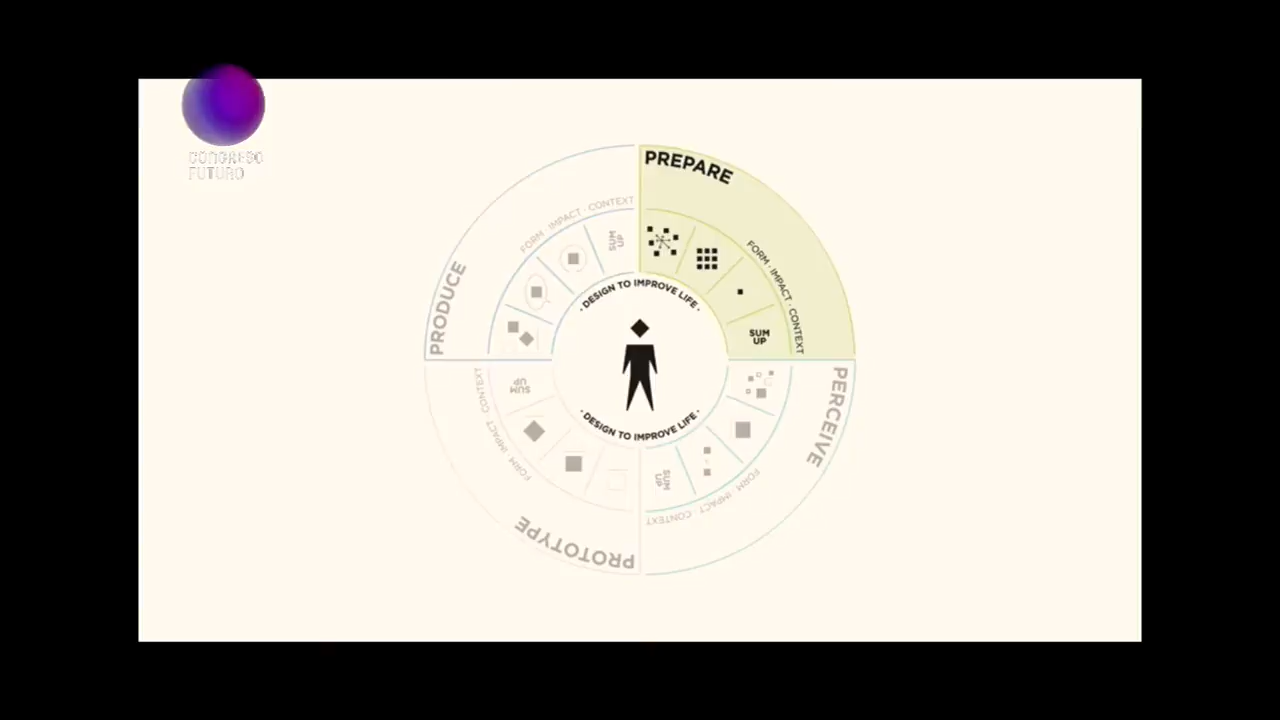 CONGRESO
FUTURO
PREPARE
FORM · IMPACT · CONTEXT
SUM
UP
PERCEIVE
FORM · IMPACT · CONTEXT
SUM
UP
PROTOTYPE
FORM · IMPACT · CONTEXT
SUM
UP
PRODUCE
FORM · IMPACT · CONTEXT
SUM
UP
· DESIGN TO IMPROVE LIFE ·
· DESIGN TO IMPROVE LIFE ·